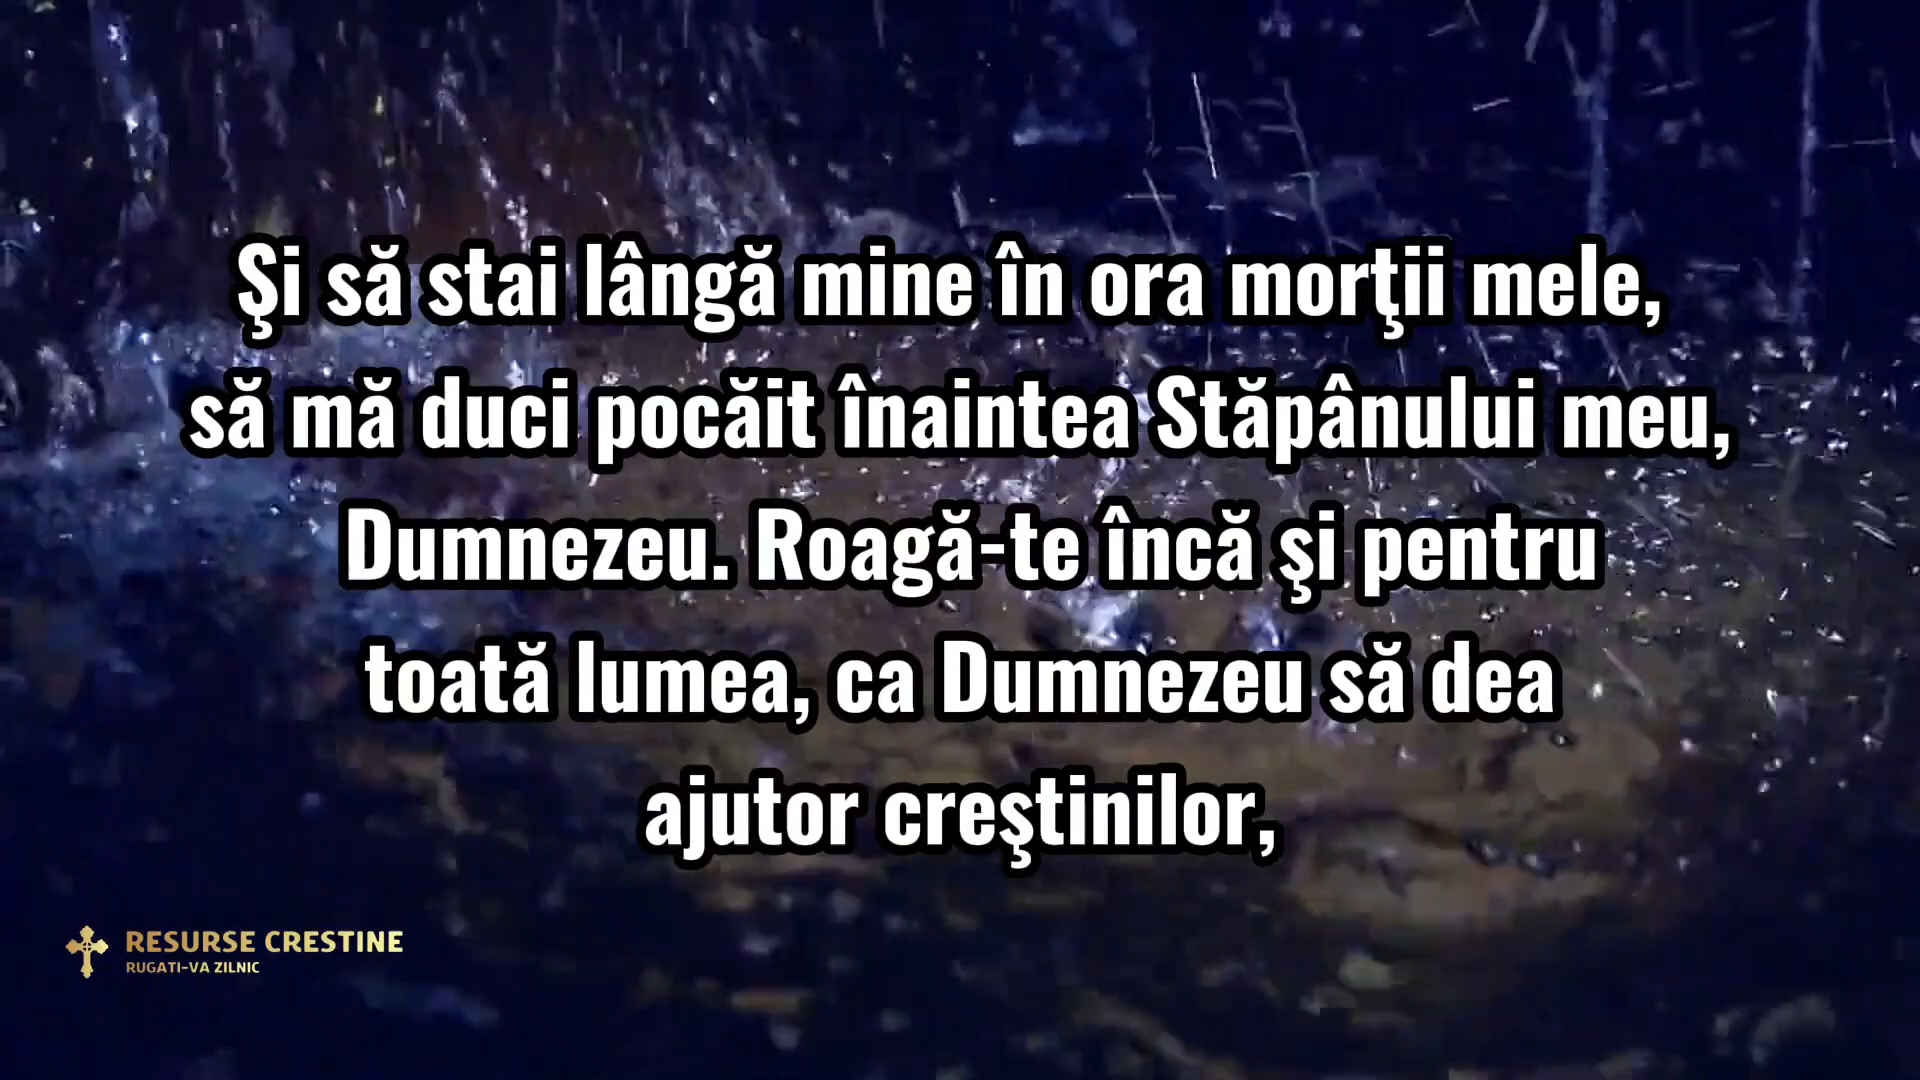 Şi să stai lângă mine în ora morţii mele,
să mă duci pocăit înaintea Stăpânului meu,
Dumnezeu. Roagă-te încă şi pentru
toată lumea, ca Dumnezeu să dea
ajutor creştinilor,
RESURSE CRESTINE
RUGATI-VA ZILNIC